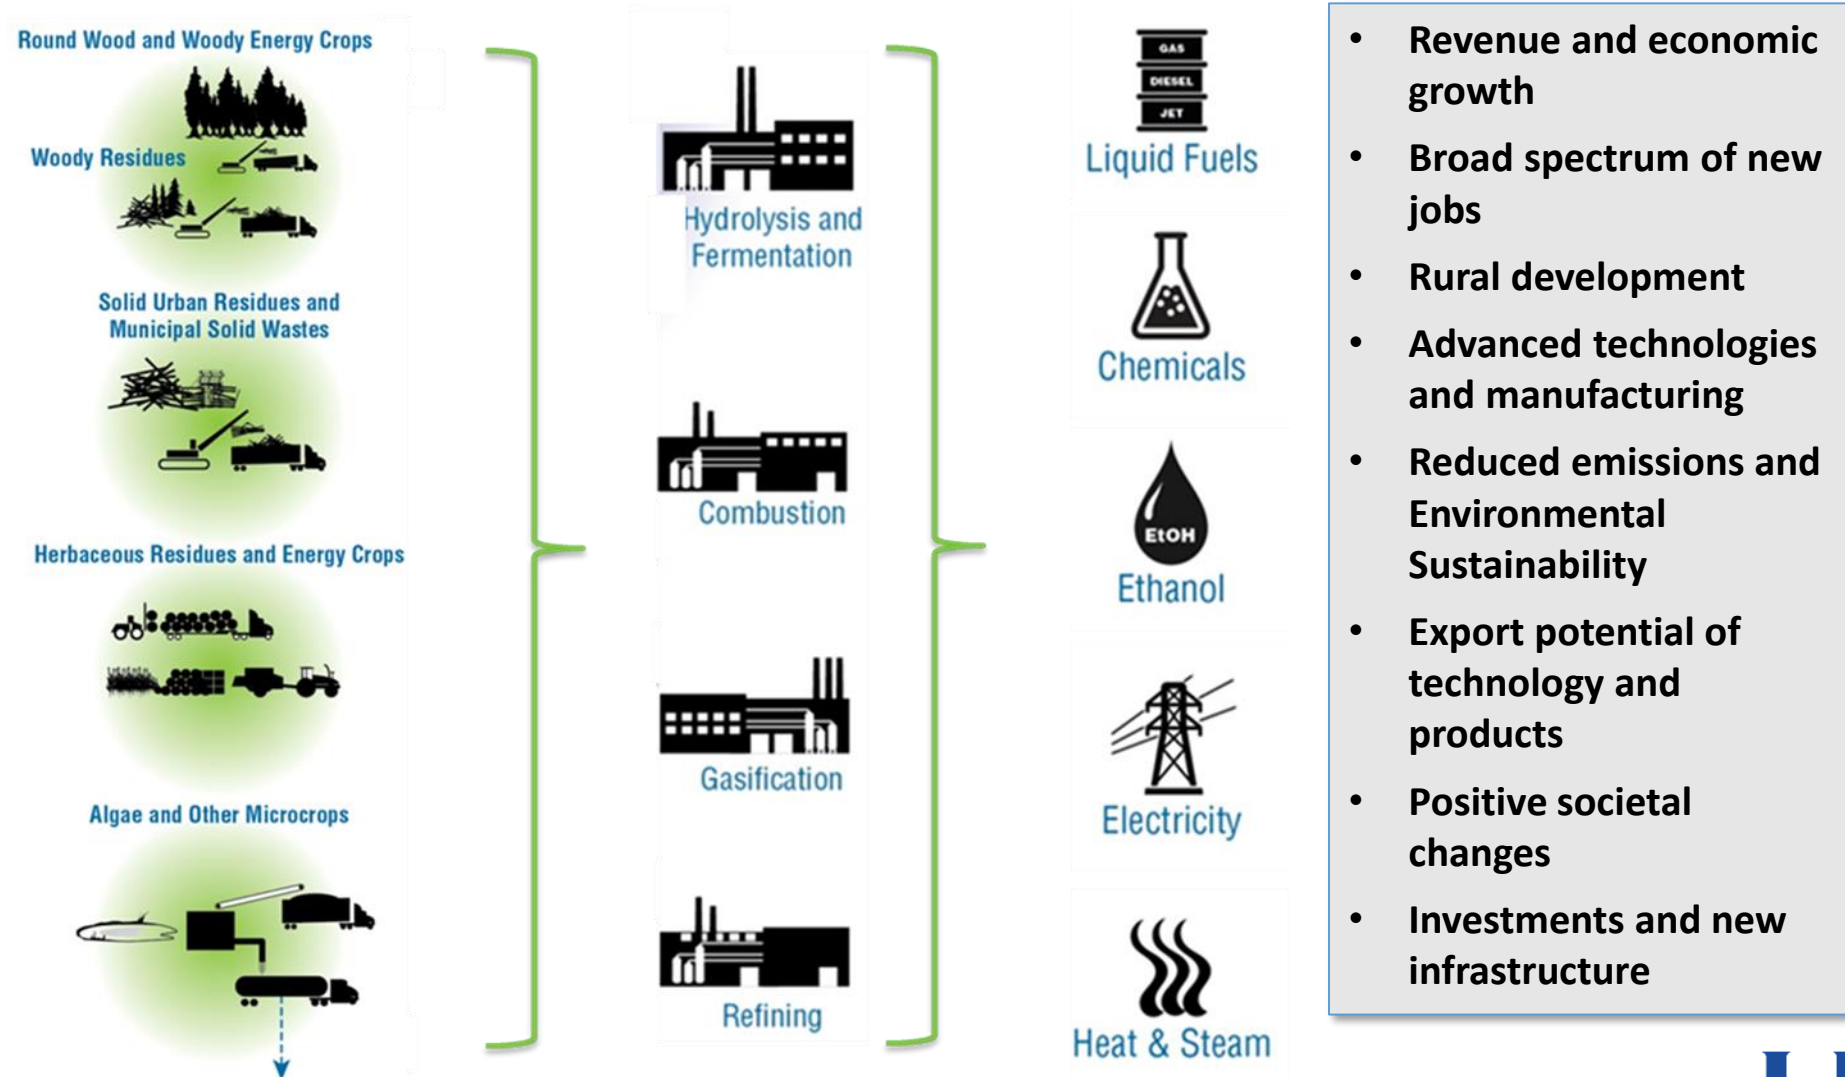 Round Wood and Woody Energy Crops
Woody Residues
Solid Urban Residues and
Municipal Solid Wastes
Herbaceous Residues and Energy Crops
Algae and Other Microcrops
Hydrolysis and
Fermentation
Combustion
Gasification
Refining
GAS
DIESEL
JET
Liquid Fuels
Chemicals
EtOH
Ethanol
Electricity
Heat & Steam
• Revenue and economic
growth
• Broad spectrum of new
jobs
• Rural development
• Advanced technologies
and manufacturing
• Reduced emissions and
Environmental
Sustainability
• Export potential of
technology and
products
• Positive societal
changes
• Investments and new
infrastructure